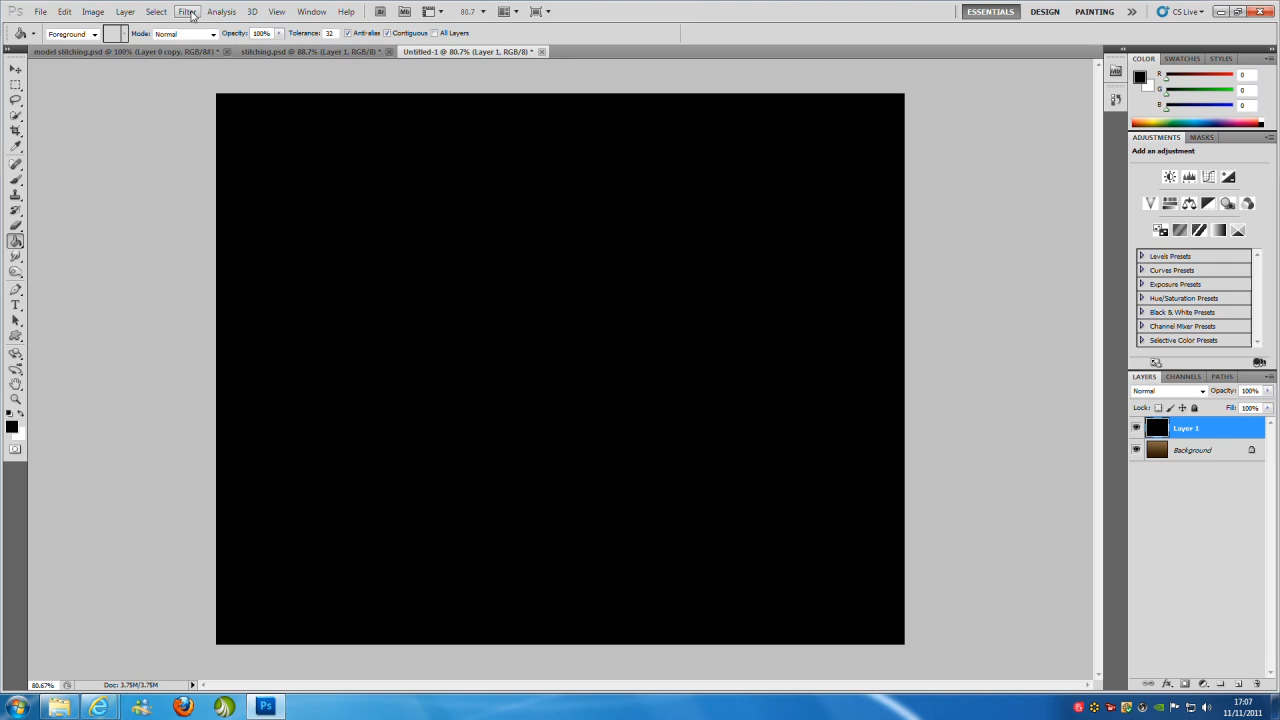 Ps File Edit Image Layer Select Filter Analysis 3D View Window Help Br Mb 80.7 ESSENTIALS DESIGN PAINTING CS Live
Foreground Mode: Normal Opacity: 100% Tolerance: 32 Anti-alias Contiguous All Layers
model stitching.psd @ 100% (Layer 0 copy, RGB/8#) * stitching.psd @ 88.7% (Layer 1, RGB/8) * Untitled-1 @ 80.7% (Layer 1, RGB/8) *
COLOR SWATCHES STYLES
Mb
R 0
G 0
B 0
ADJUSTMENTS MASKS
Add an adjustment
Levels Presets
Curves Presets
Exposure Presets
Hue/Saturation Presets
Black & White Presets
Channel Mixer Presets
Selective Color Presets
LAYERS CHANNELS PATHS
Normal Opacity: 100%
Lock: Fill: 100%
Layer 1
Background
80.67% Doc: 3.75M/3.75M
Ps
17:07
11/11/2011